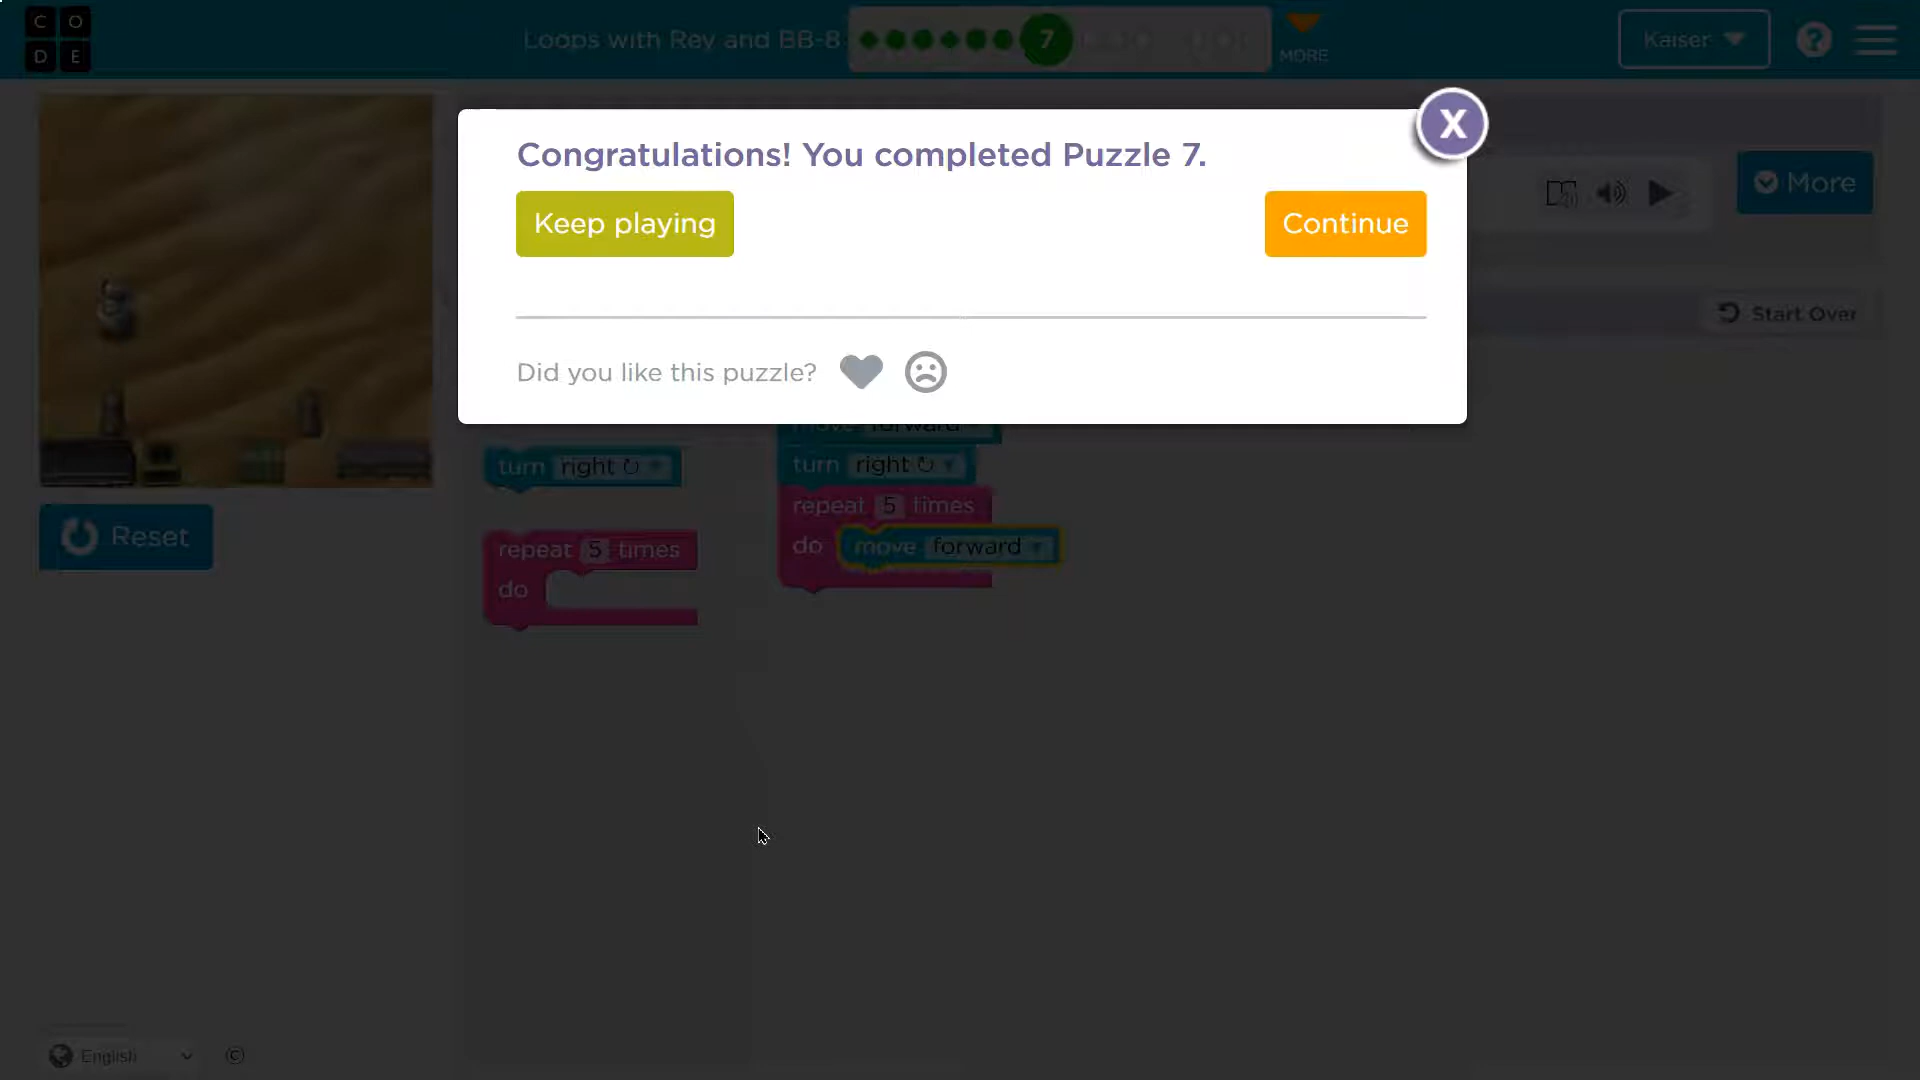 C O
D E
Loops with Rey and BB-8
7
MORE
Kaiser
?
X
Congratulations! You completed Puzzle 7.
Keep playing
Continue
More
Start Over
Did you like this puzzle?
move forward
turn right ↻
turn right ↻
repeat 5 times
do move forward
repeat 5 times
do
Reset
English
©